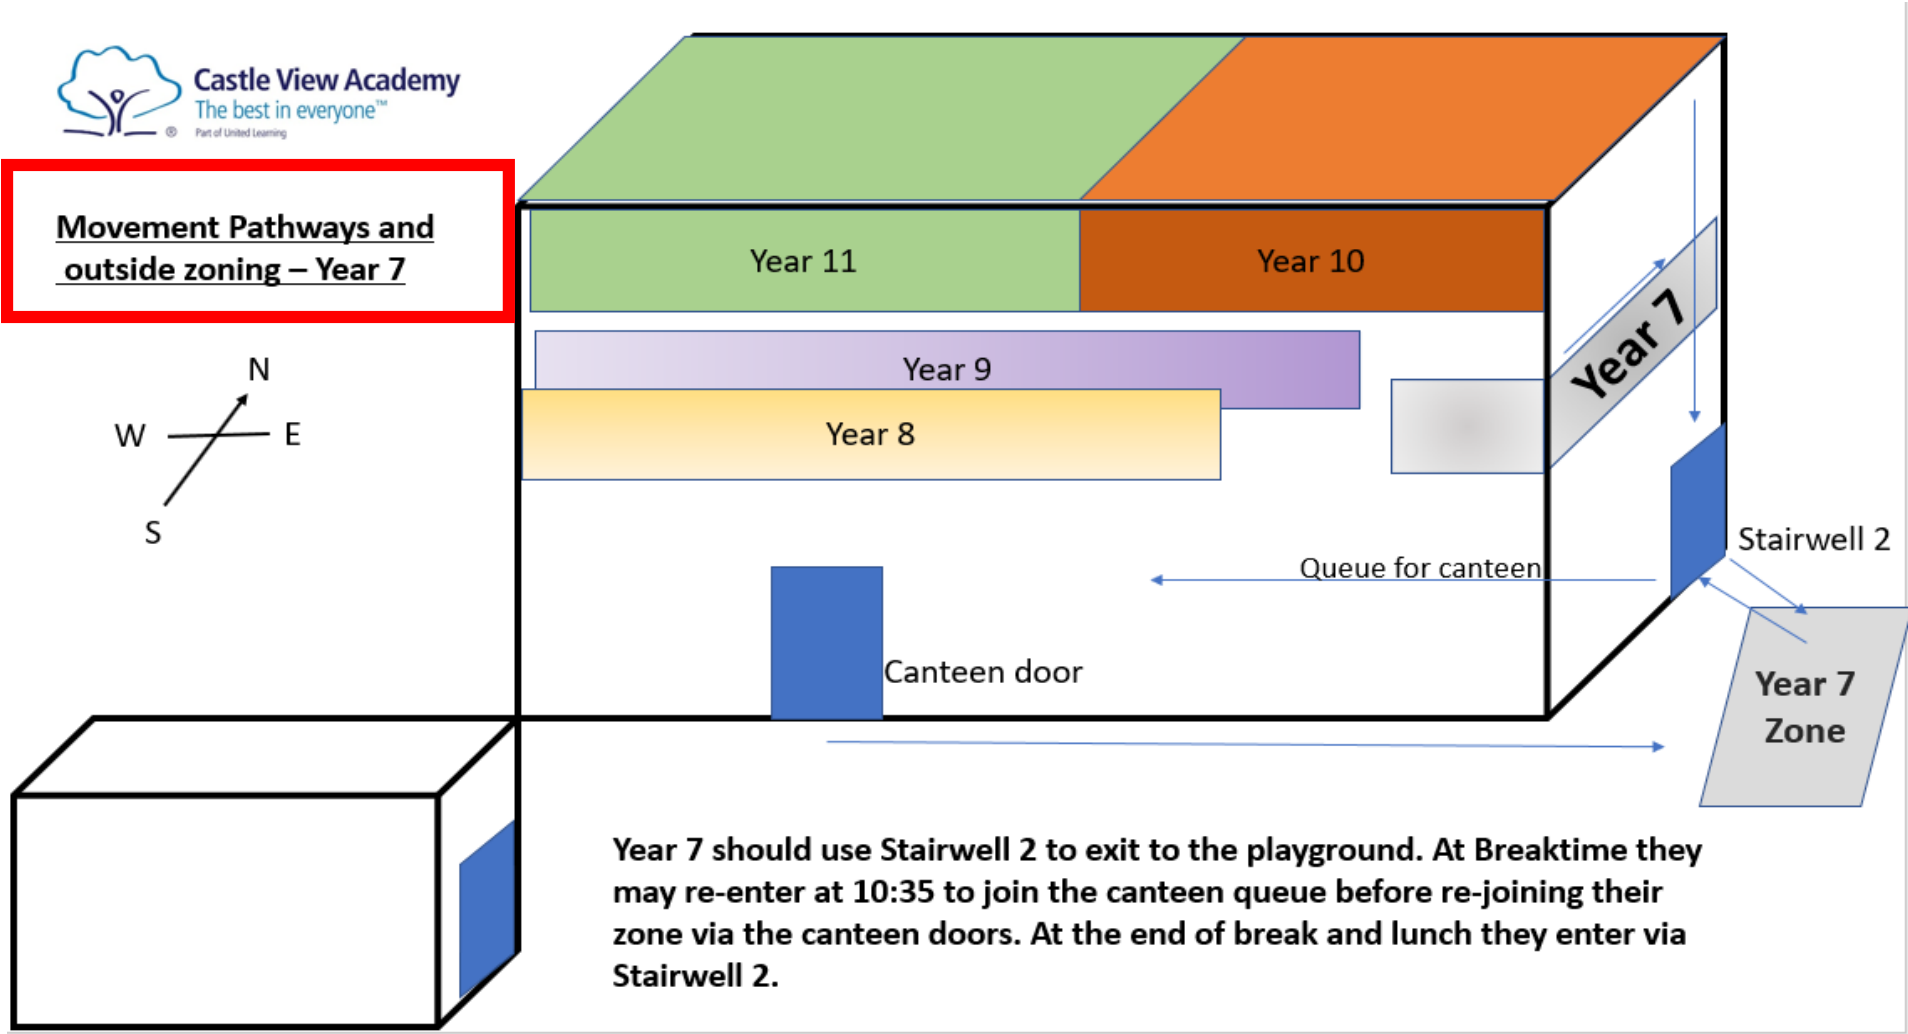 Castle View Academy
The best in everyone™
Part of United Learning
®
Movement Pathways and
outside zoning – Year 7
N
W
E
S
Year 11
Year 10
Year 9
Year 8
Year 7
Stairwell 2
Queue for canteen
Canteen door
Year 7
Zone
Year 7 should use Stairwell 2 to exit to the playground. At Breaktime they
may re-enter at 10:35 to join the canteen queue before re-joining their
zone via the canteen doors. At the end of break and lunch they enter via
Stairwell 2.